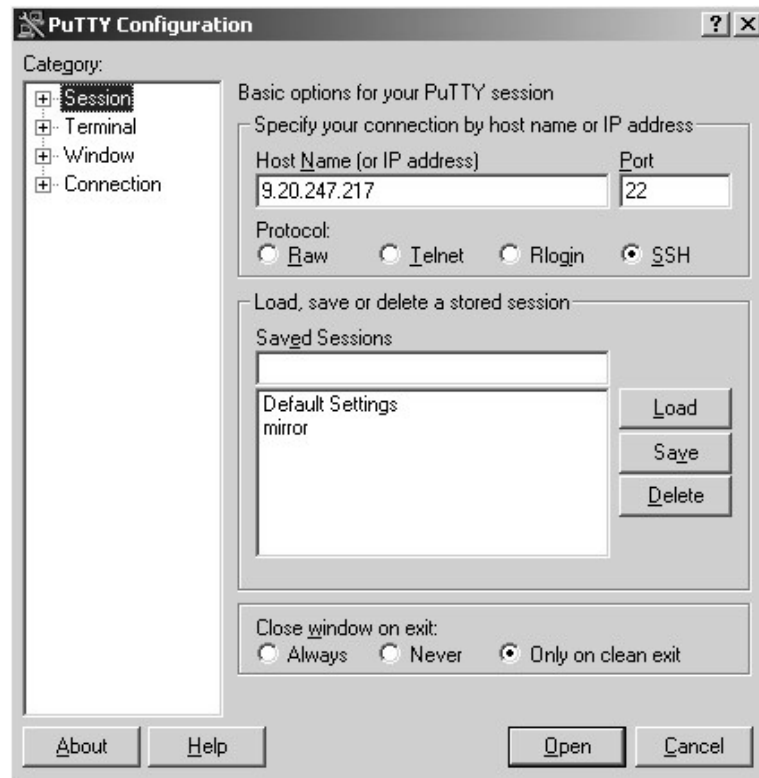 PuTTY Configuration
Category:
Session
Terminal
Window
Connection
Basic options for your PuTTY session
Specify your connection by host name or IP address
Host Name (or IP address) Port
9.20.247.217 22
Protocol:
Raw Telnet Rlogin SSH
Load, save or delete a stored session
Saved Sessions
Default Settings
mirror
Load
Save
Delete
Close window on exit:
Always Never Only on clean exit
About Help Open Cancel